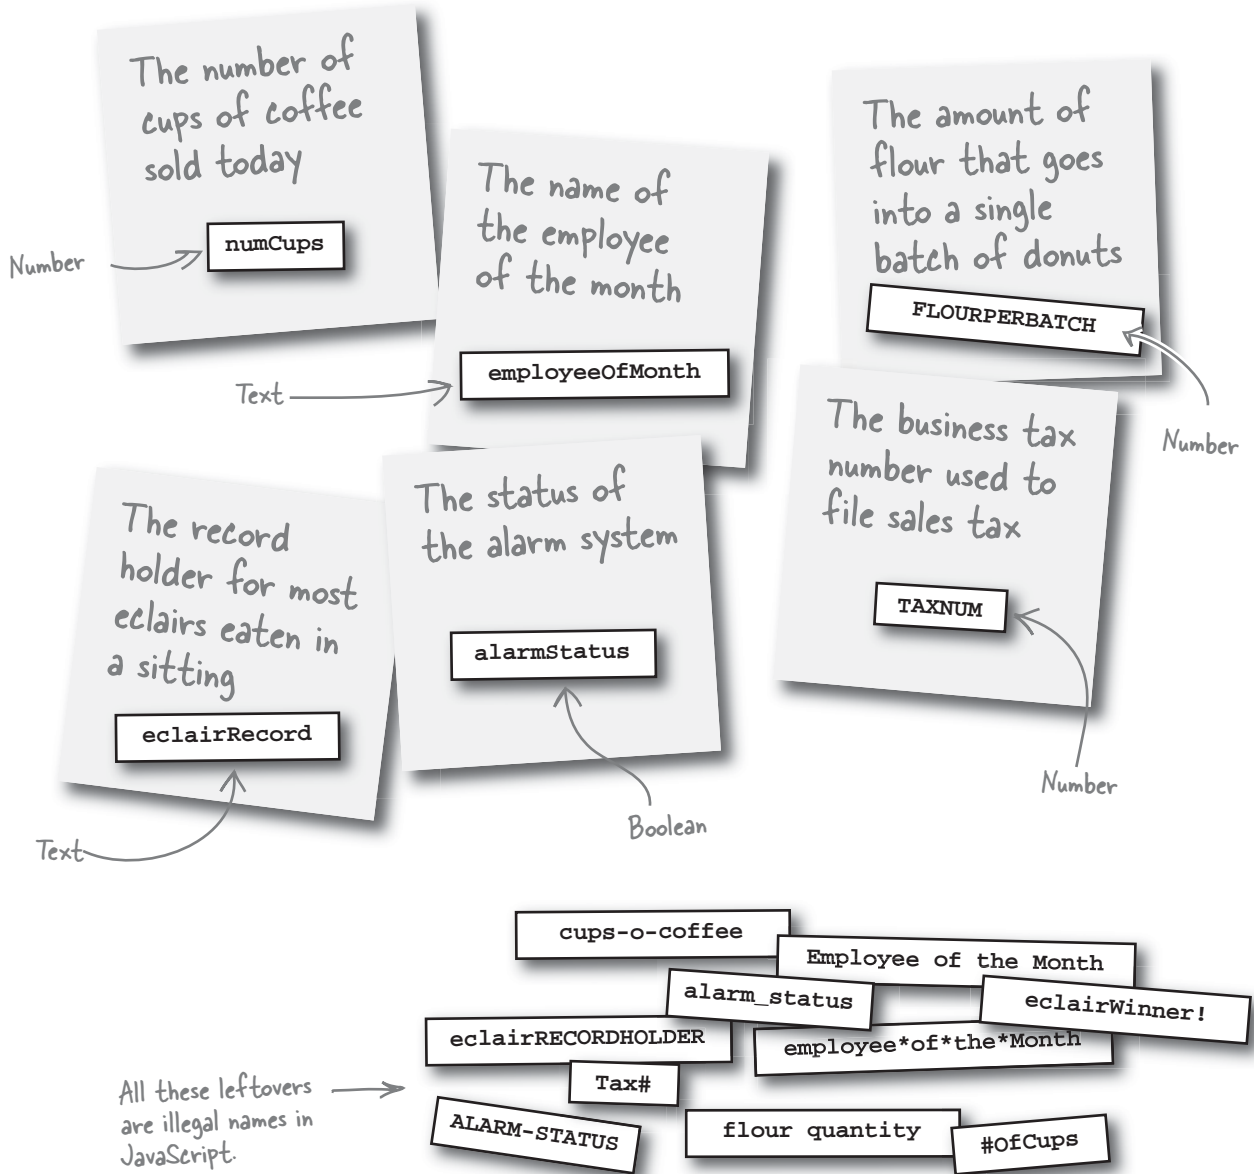 The number of
cups of coffee
sold today
numCups
Number
The name of
the employee
of the month
employeeOfMonth
Text
The amount of
flour that goes
into a single
batch of donuts
FLOURPERBATCH
Number
The record
holder for most
eclairs eaten in
a sitting
eclairRecord
Text
The status of
the alarm system
alarmStatus
Boolean
The business tax
number used to
file sales tax
TAXNUM
Number
cups-o-coffee
Employee of the Month
alarm_status
eclairWinner!
eclairRECORDHOLDER
employee*of*the*Month
Tax#
ALARM-STATUS
flour quantity
#OfCups
All these leftovers
are illegal names in
JavaScript.